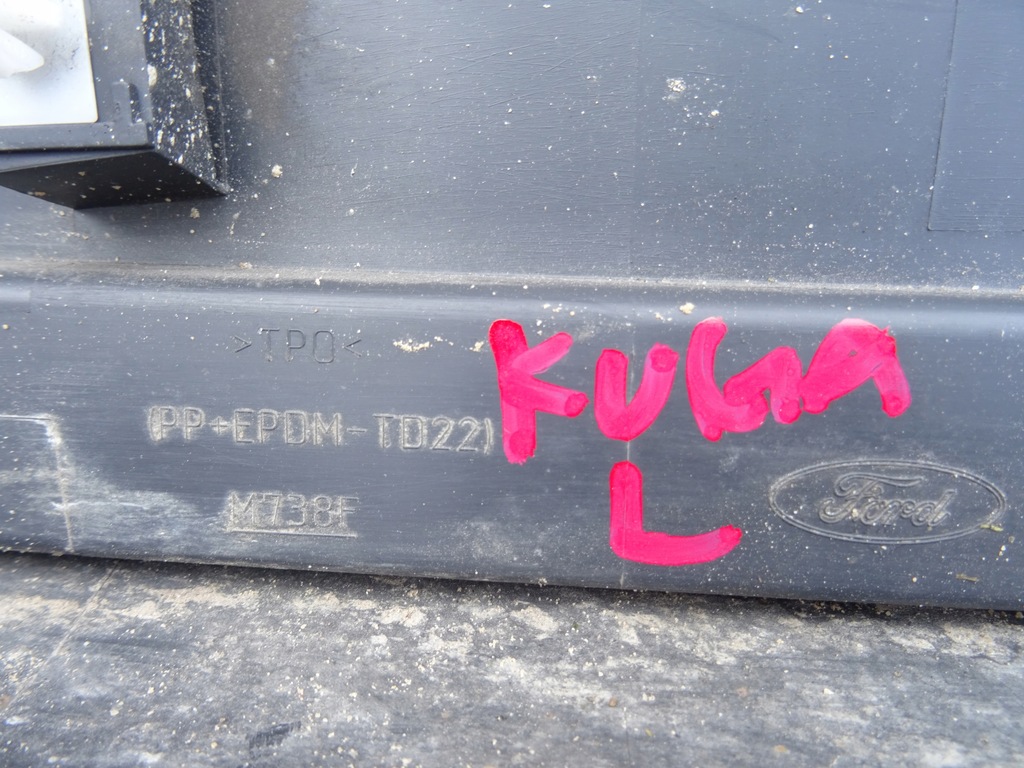 >TPO<
(PP+EPDM-TD22)
M738F
KUGA
L
Ford